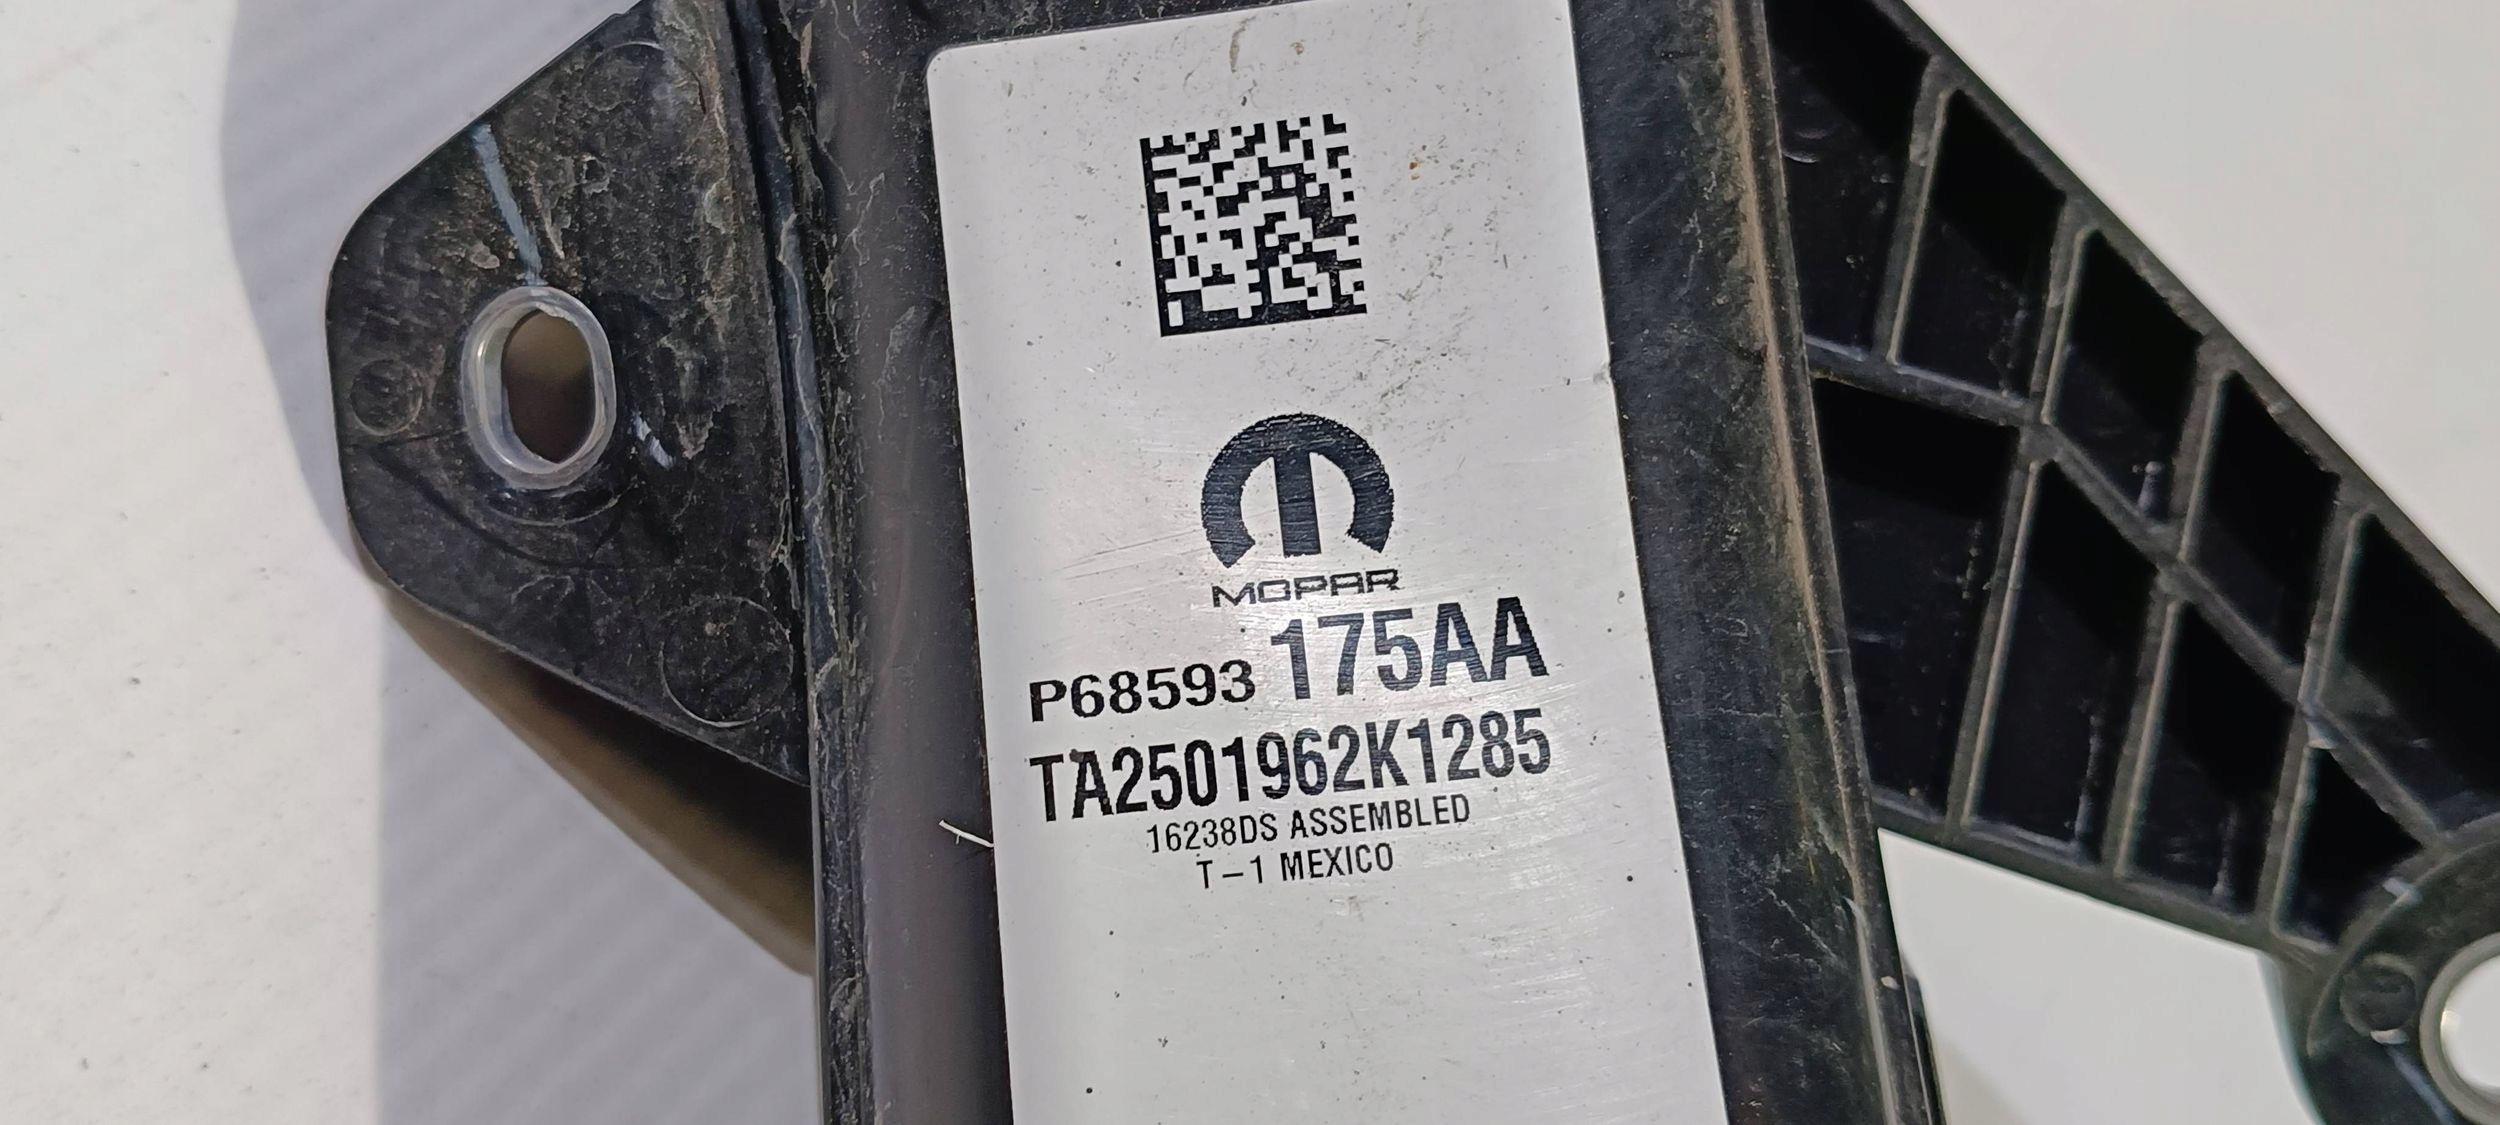 MOPAR
P68593 175AA
TA2501962K1285
16238DS ASSEMBLED
T-1 MEXICO